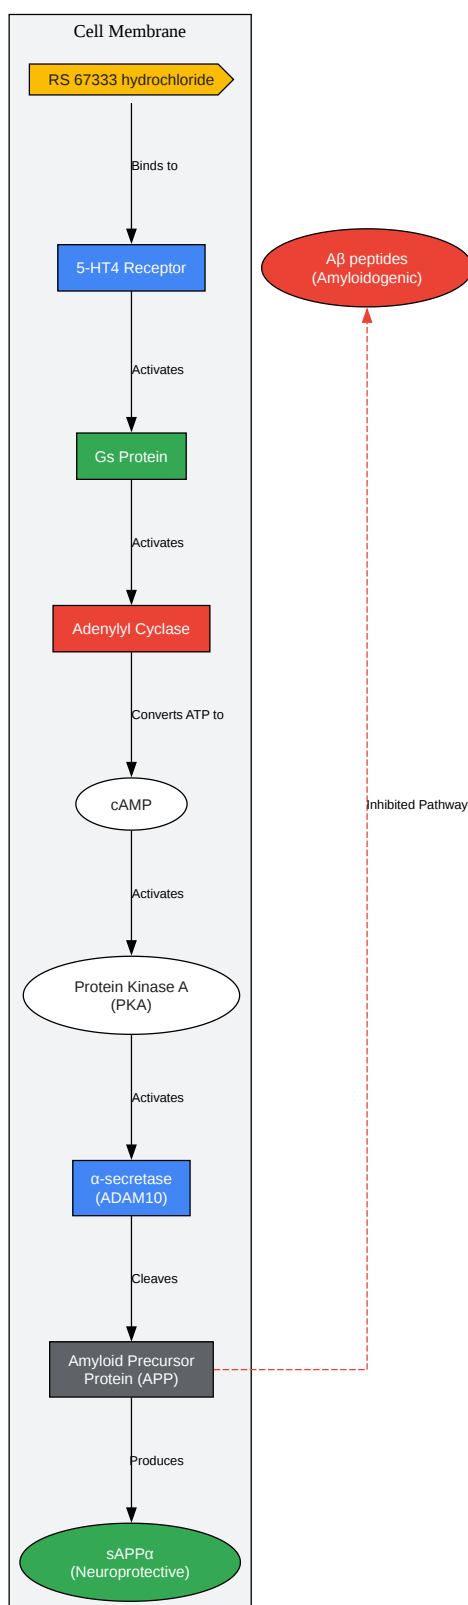 Cell Membrane
RS 67333 hydrochloride
Binds to
5-HT4 Receptor
Aβ peptides
(Amyloidogenic)
Activates
Gs Protein
Activates
Adenylyl Cyclase
Converts ATP to
cAMP
Inhibited Pathway
Activates
Protein Kinase A
(PKA)
Activates
α-secretase
(ADAM10)
Cleaves
Amyloid Precursor
Protein (APP)
Produces
sAPPα
(Neuroprotective)